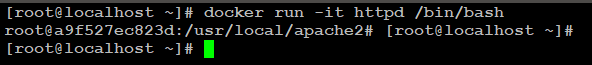 [root@localhost ~]# docker run -it httpd /bin/bash
root@a9f527ec823d:/usr/local/apache2# [root@localhost ~]#
[root@localhost ~]#